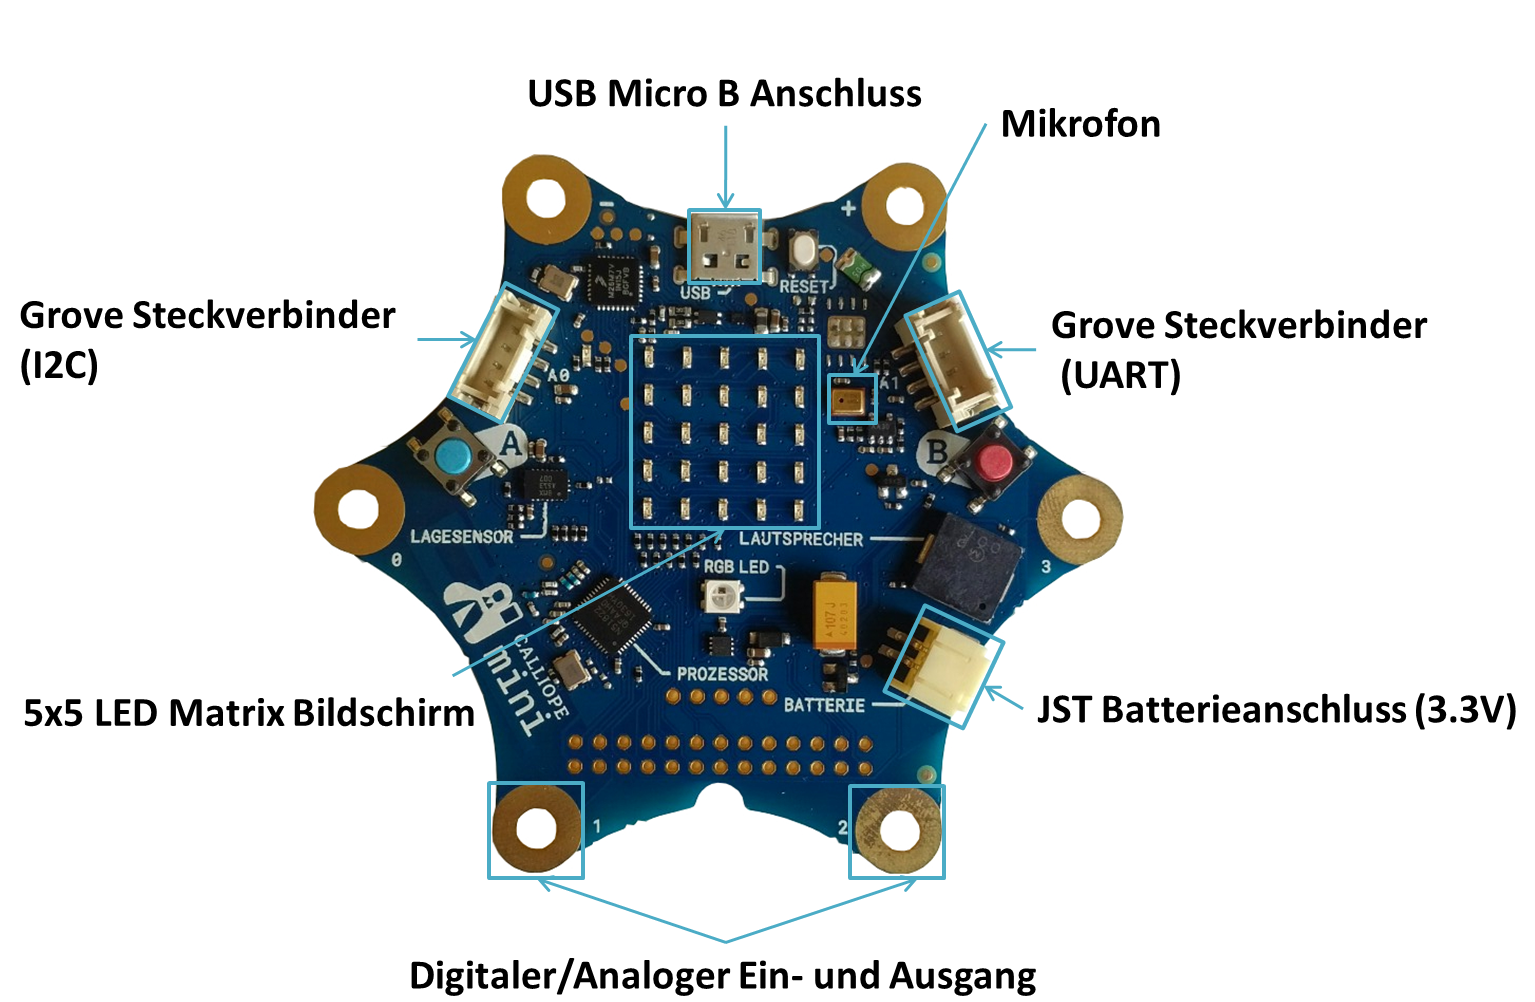 USB Micro B Anschluss
Mikrofon
-
+
USB
RESET
Grove Steckverbinder
(I2C)
Grove Steckverbinder
(UART)
A0
A1
A
B
LAGESENSOR
LAUTSPRECHER
0
3
RGB LED
107 J
CALLIOPE
mini
PROZESSOR
BATTERIE
5x5 LED Matrix Bildschirm
JST Batterieanschluss (3.3V)
1
2
Digitaler/Analoger Ein- und Ausgang